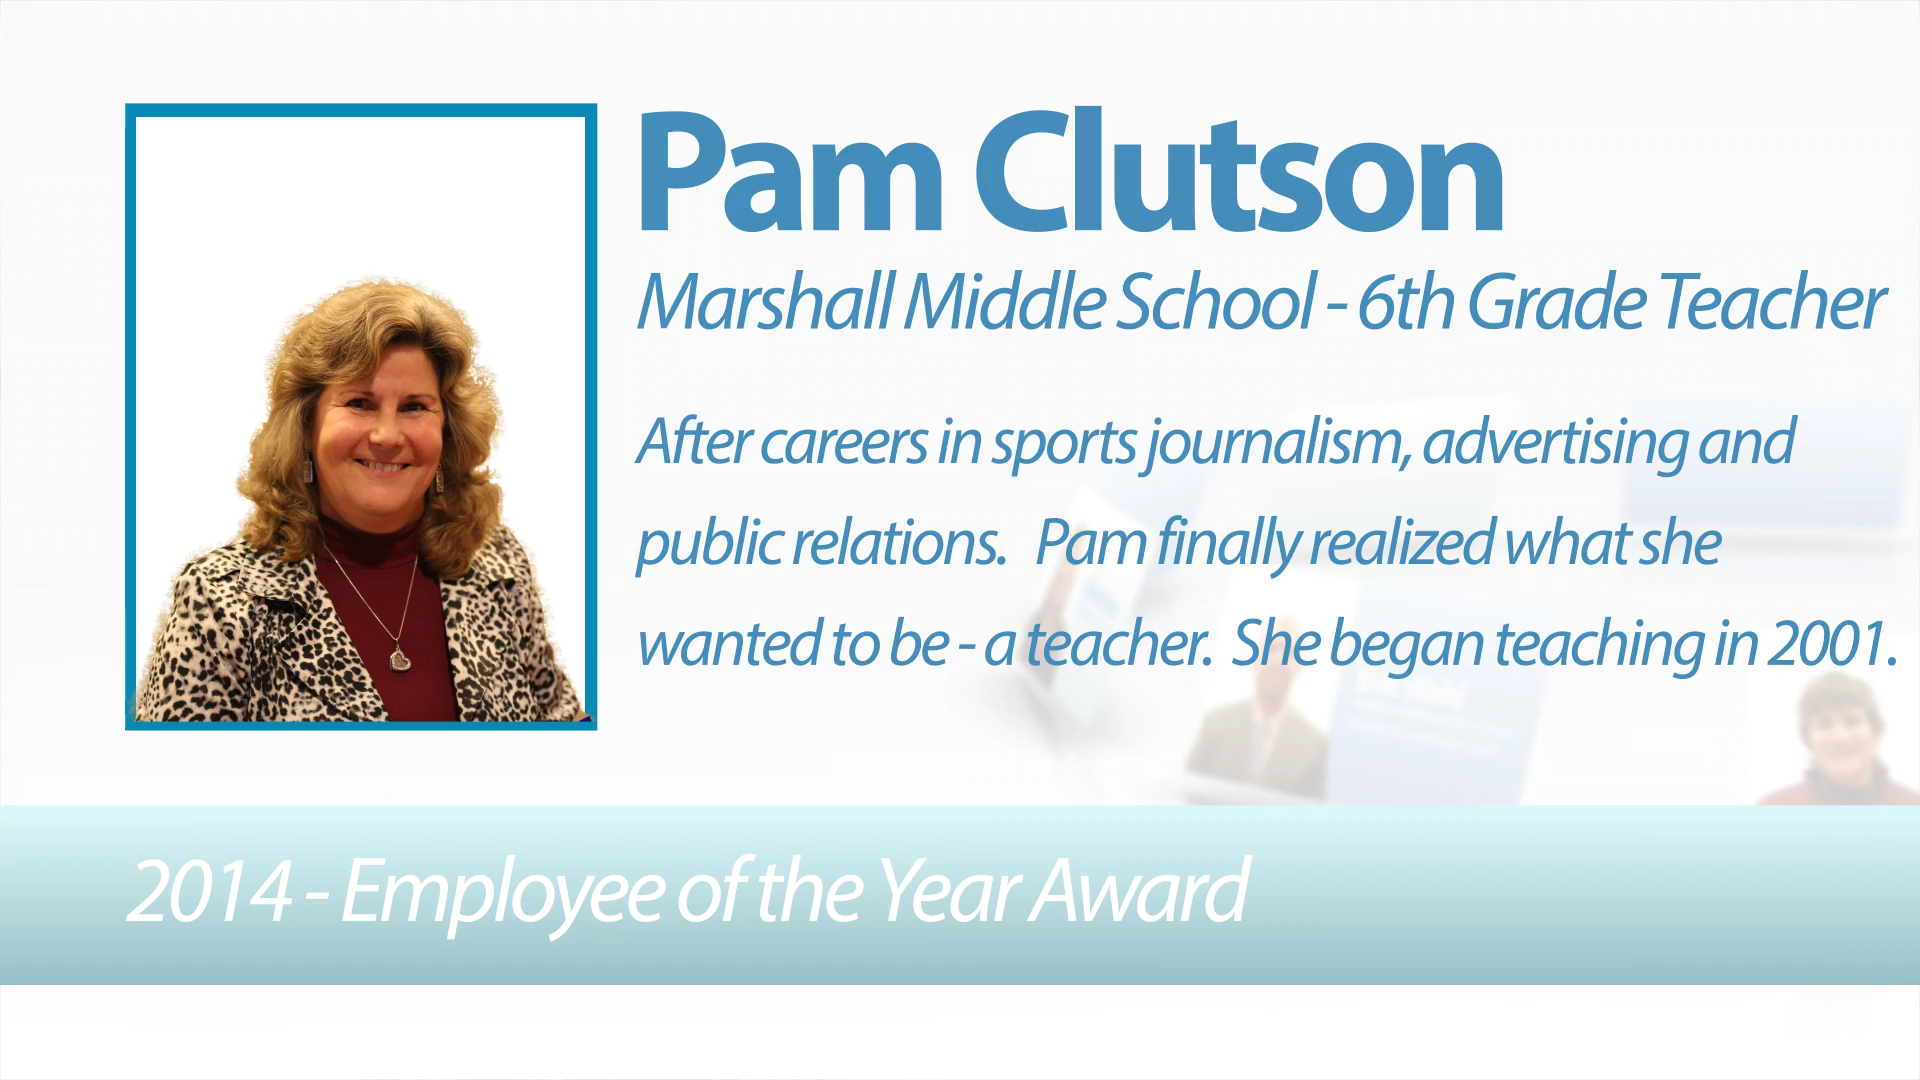 Pam Clutson
Marshall Middle School - 6th Grade Teacher
After careers in sports journalism, advertising and
public relations.  Pam finally realized what she
wanted to be - a teacher.  She began teaching in 2001.
2014 - Employee of the Year Award